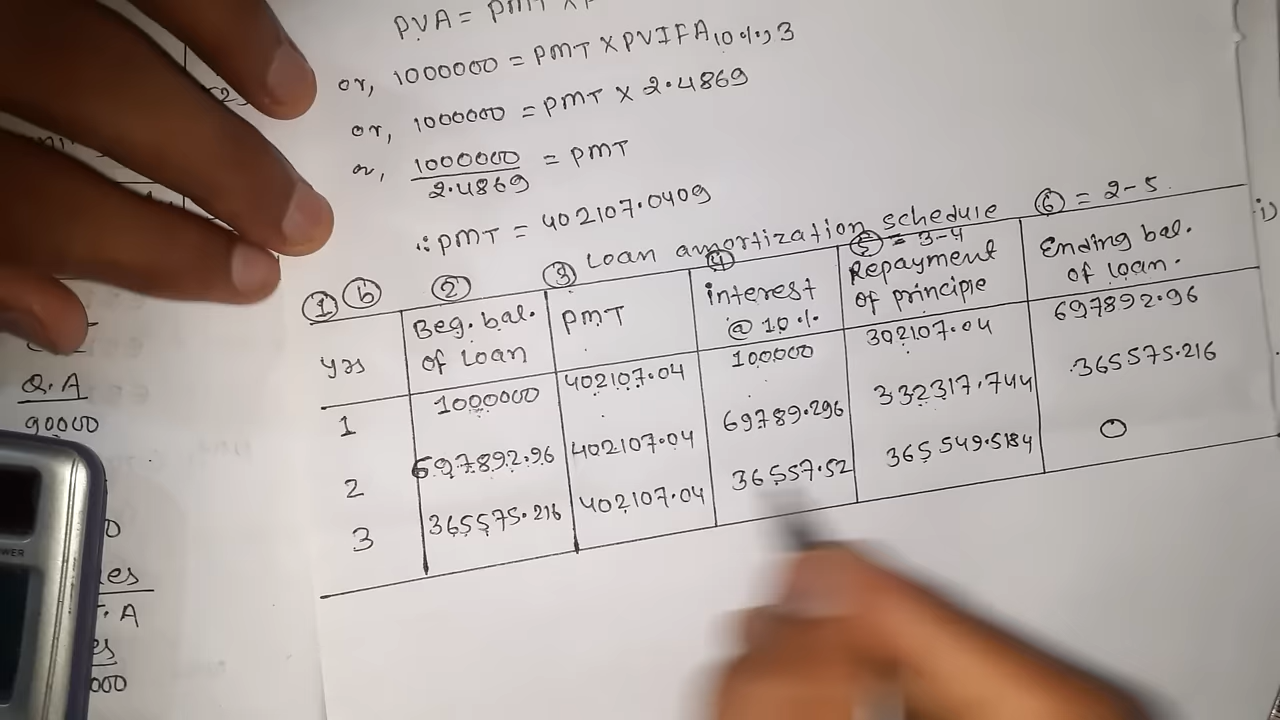 PVA = PMT X
or, 1000000 = PMT X PVIFA10%,3
or, 1000000 = PMT X 2.4869
or, 1000000 / 2.4869 = PMT
∴ PMT = 402107.0409
1 b 2 3 Loan amortization schedule 6 = 2-5.
4 5 = 3-4
yrs Beg. bal. of Loan PMT interest @ 10% Repayment of principle Ending bal. of loan.
1 1000000 402107.04 100000 302107.04 697892.96
2 697892.96 402107.04 69789.296 332317.744 365575.216
3 365575.216 402107.04 36557.52 365549.5184 0
i)
Q.A
90000
es
T. A
es
000